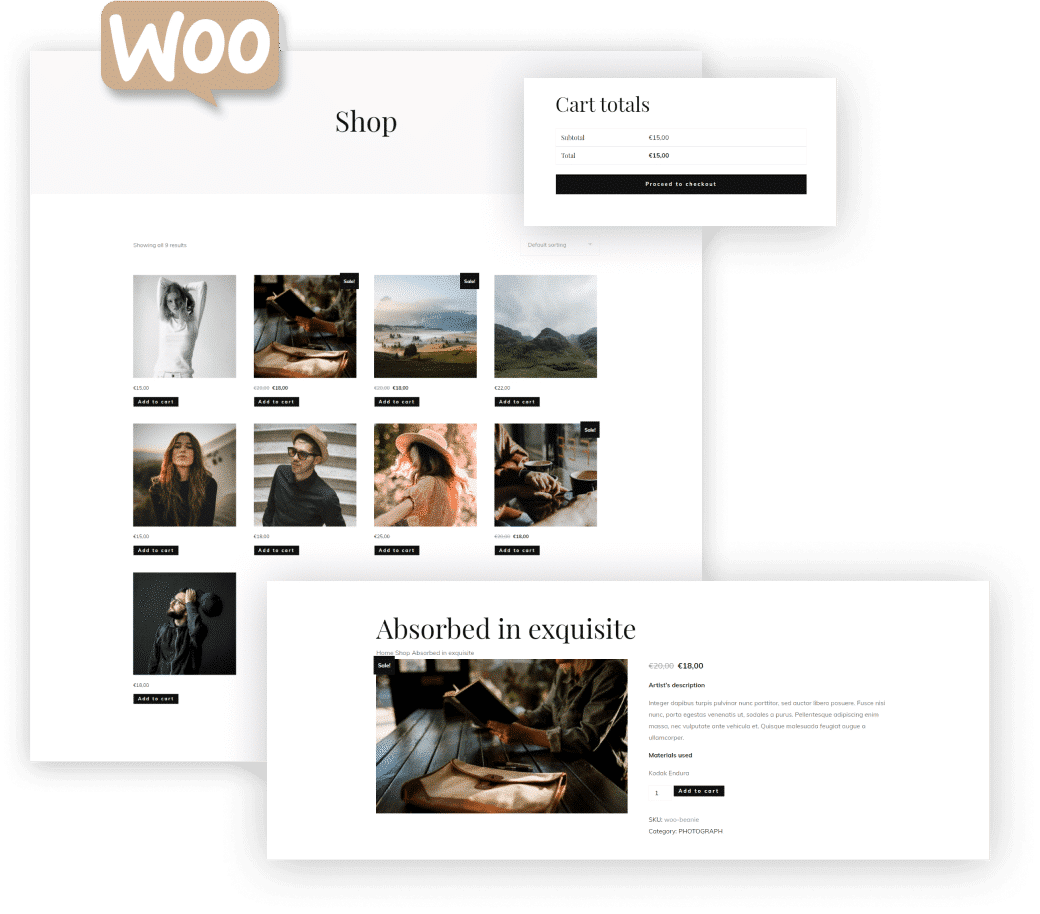 Woo
Shop
Cart totals
Subtotal €15,00
Total €15,00
Proceed to checkout
Showing all 9 results
Default sorting
Sale!
Sale!
€15,00
€20,00 €18,00
€20,00 €18,00
€22,00
Add to cart
Add to cart
Add to cart
Add to cart
Sale!
€15,00
€18,00
€25,00
€18,00
Add to cart
Add to cart
Add to cart
Add to cart
€18,00
Add to cart
Absorbed in exquisite
Home Shop Absorbed in exquisite
Sale!
€20,00 €18,00
Artist's description
Integer dapibus turpis pulvinar nunc porttitor, sed auctor libero posuere. Fusce nisi
nunc, porta egestas venenatis ut, sodales a purus. Pellentesque adipiscing enim
massa, nec vulputate ante vehicula et. Quisque malesuada feugiat augue a
ullamcorper.
Materials used
Kodak Endura
1 Add to cart
SKU: woo-beanie
Category: PHOTOGRAPH